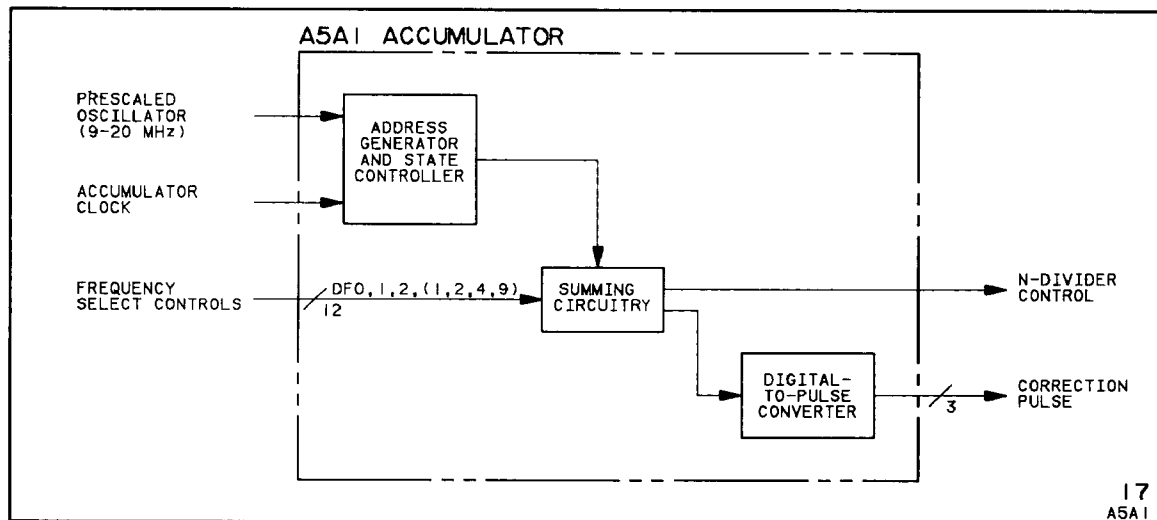 A5A1 ACCUMULATOR
PRESCALED
OSCILLATOR
(9-20 MHz)
ADDRESS
GENERATOR
AND STATE
CONTROLLER
ACCUMULATOR
CLOCK
FREQUENCY
SELECT CONTROLS
DF0,1,2,(1,2,4,9)
12
SUMMING
CIRCUITRY
N-DIVIDER
CONTROL
DIGITAL-
TO-PULSE
CONVERTER
3
CORRECTION
PULSE
17
A5A1